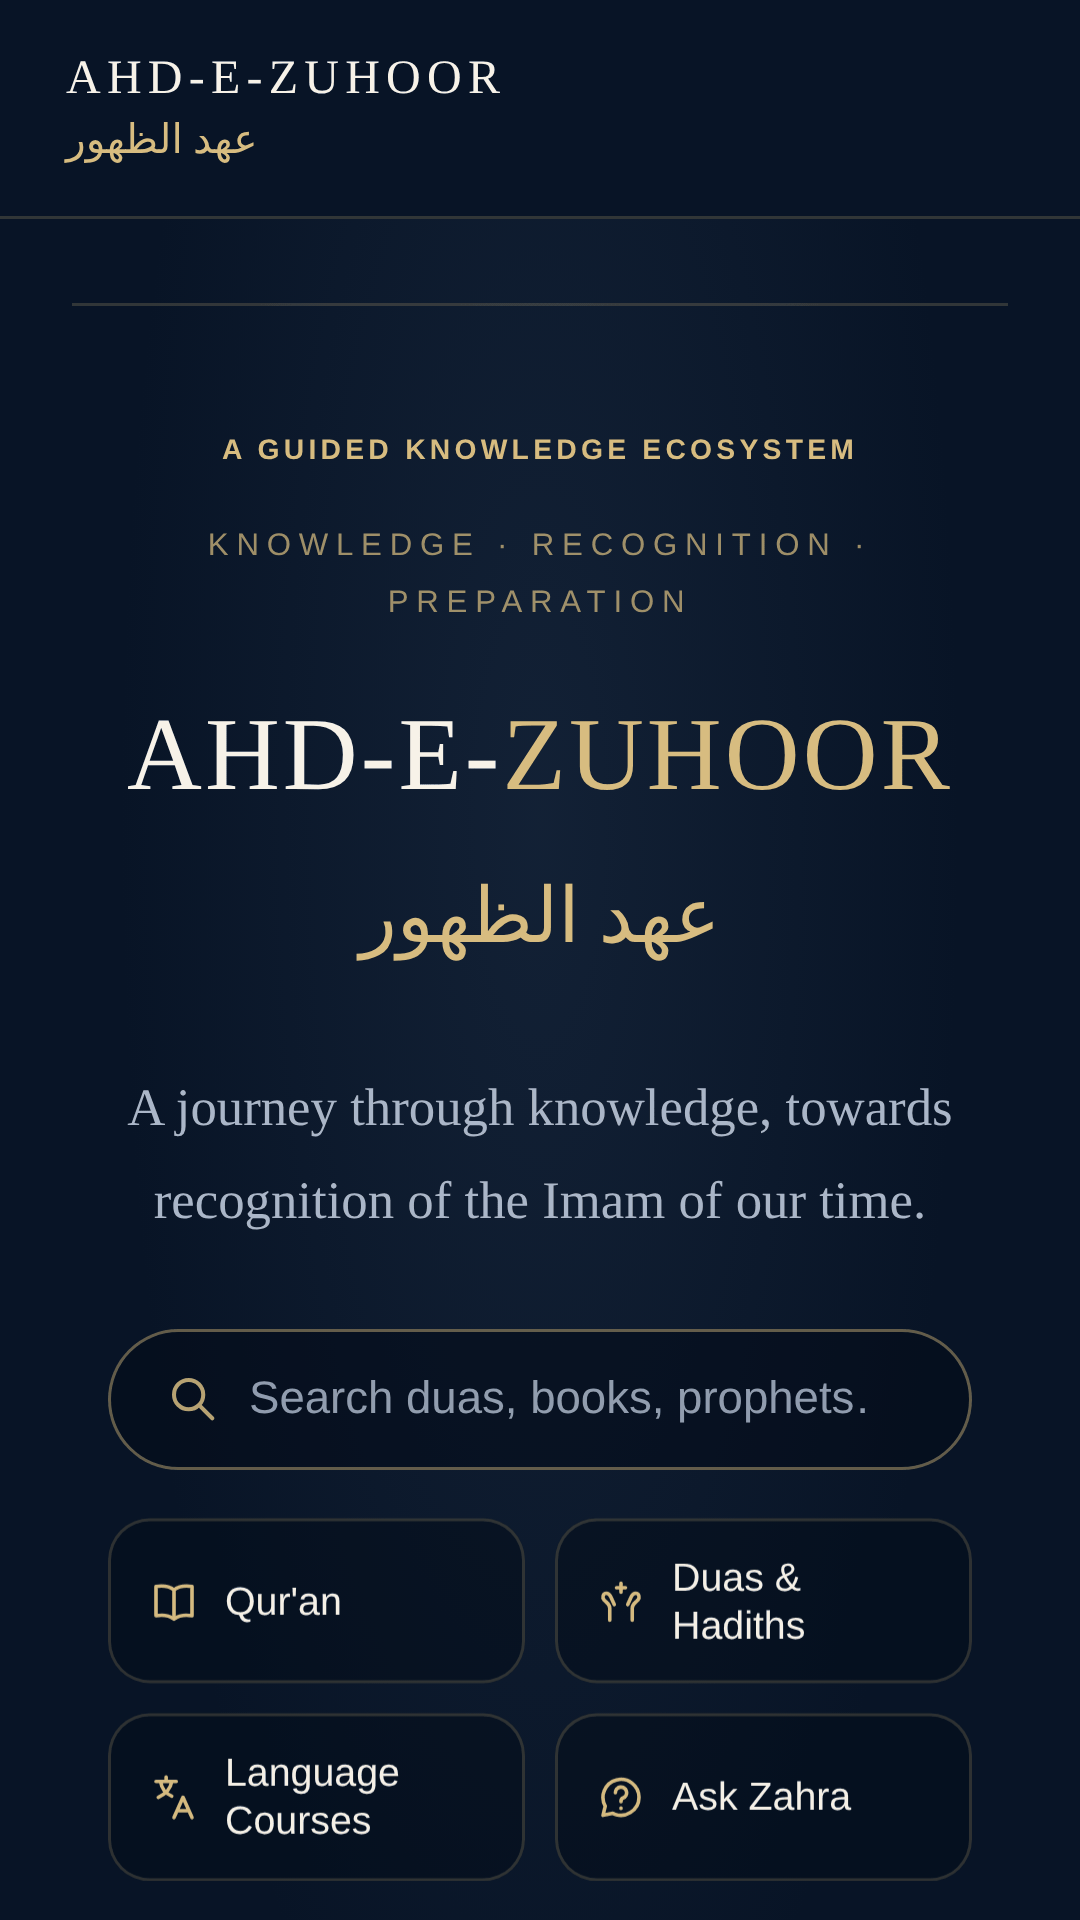 AHD-E-ZUHOOR
عهد الظهور
A GUIDED KNOWLEDGE ECOSYSTEM
KNOWLEDGE · RECOGNITION ·
PREPARATION
AHD-E-ZUHOOR
عهد الظهور
A journey through knowledge, towards
recognition of the Imam of our time.
Search duas, books, prophets.
Qur'an
Duas &
Hadiths
Language
Courses
Ask Zahra